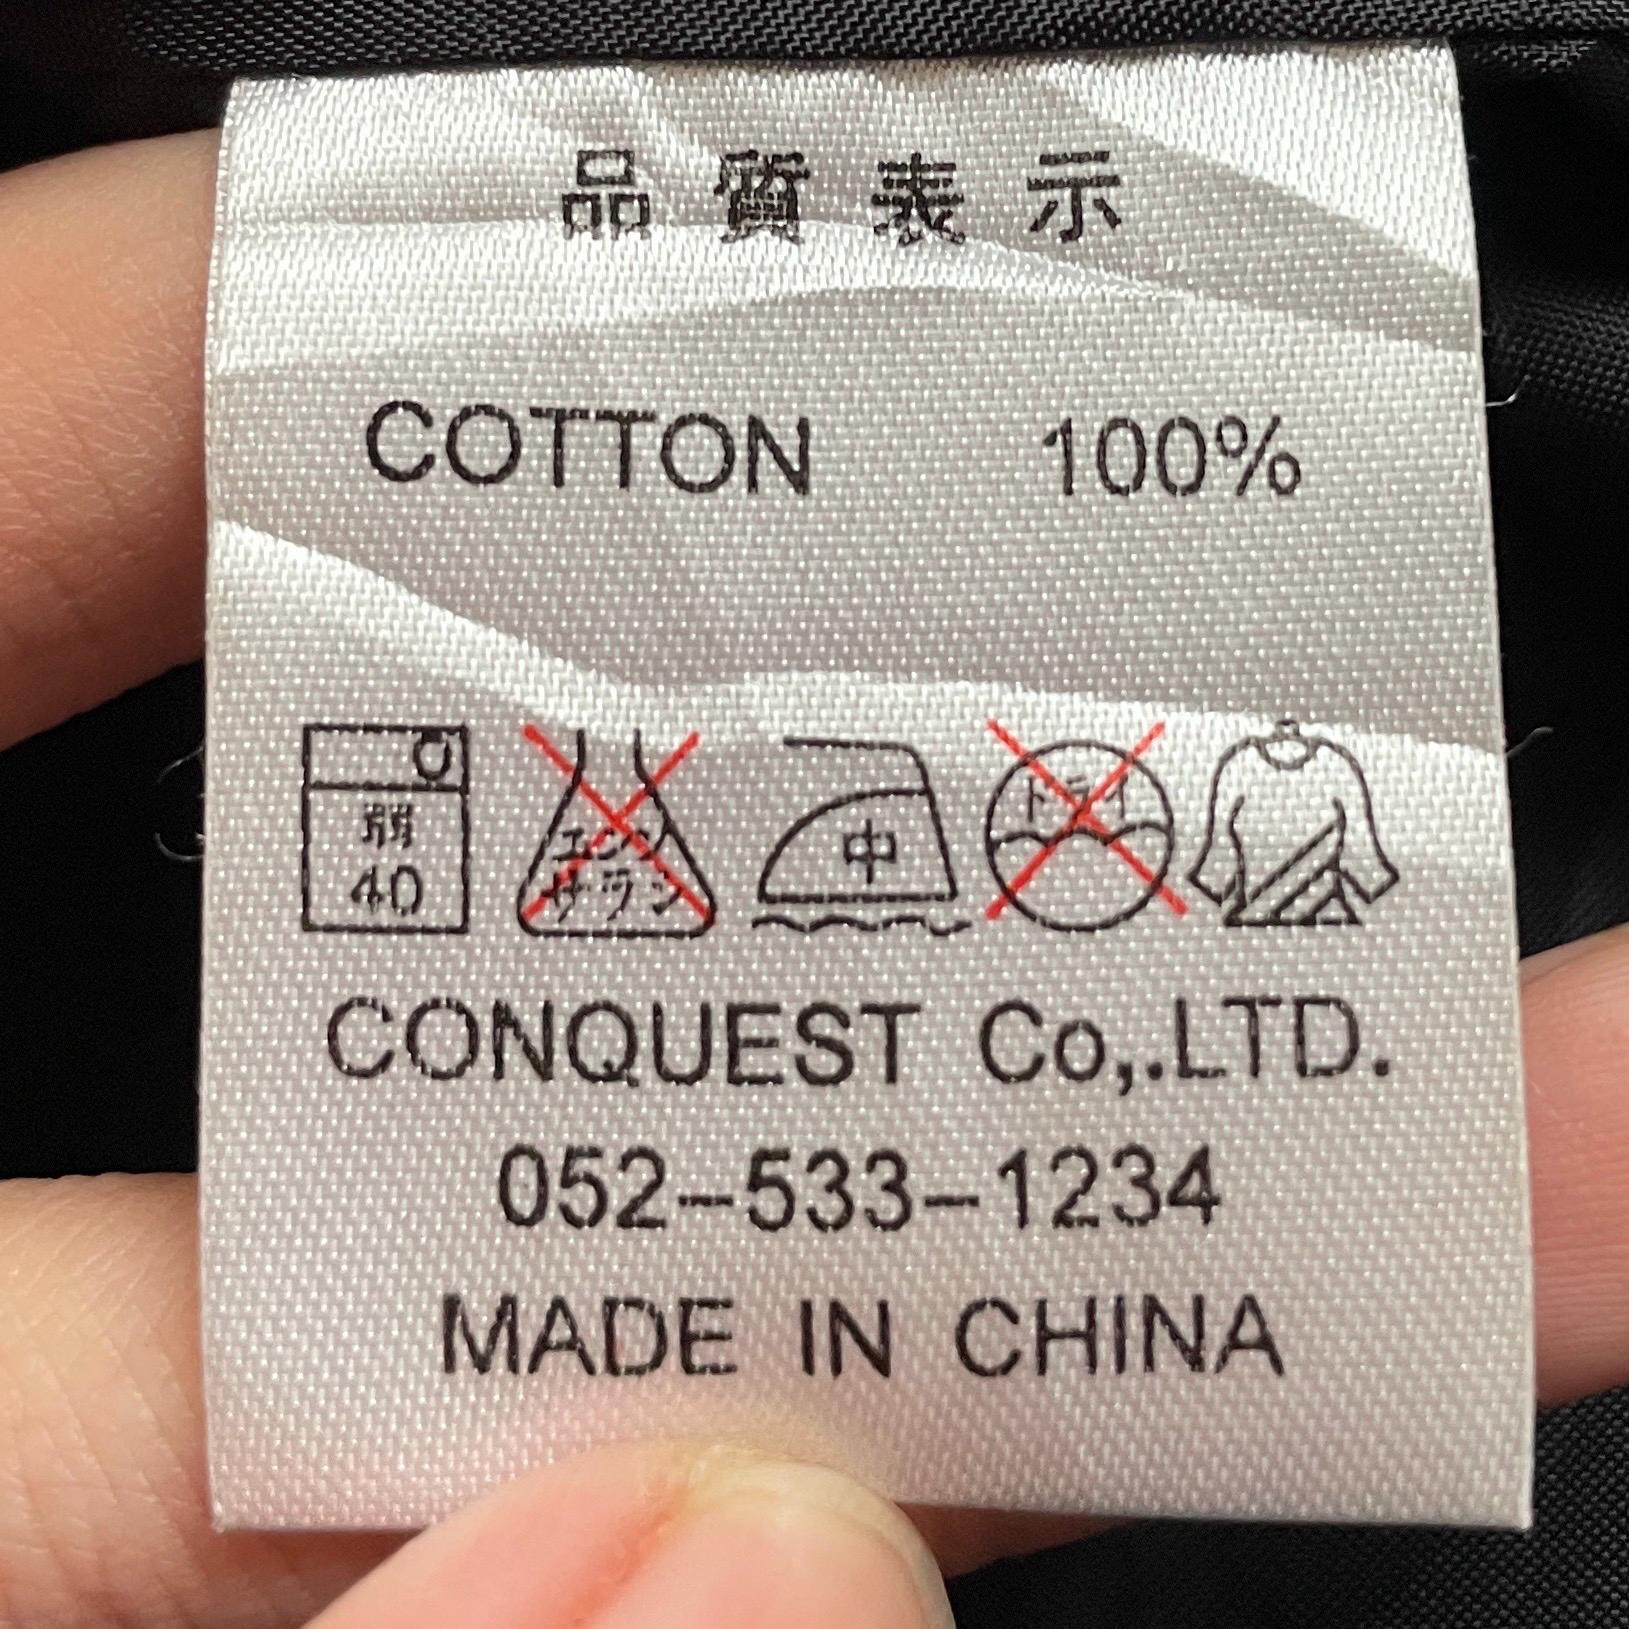 品質表示
COTTON 100%
弱 40 エンソ サラシ 中 ドライ
CONQUEST Co,.LTD.
052-533-1234
MADE IN CHINA